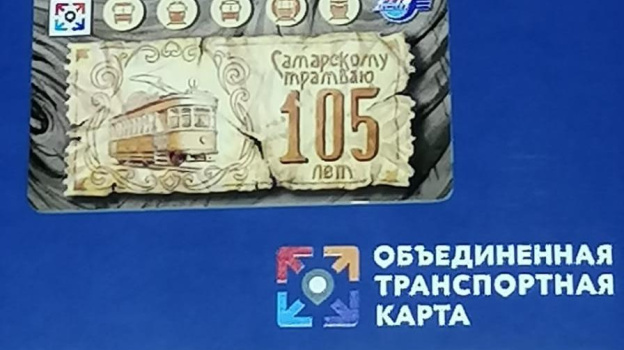 Самарскому
трамваю
105
лет
ОБЪЕДИНЕННАЯ
ТРАНСПОРТНАЯ
КАРТА